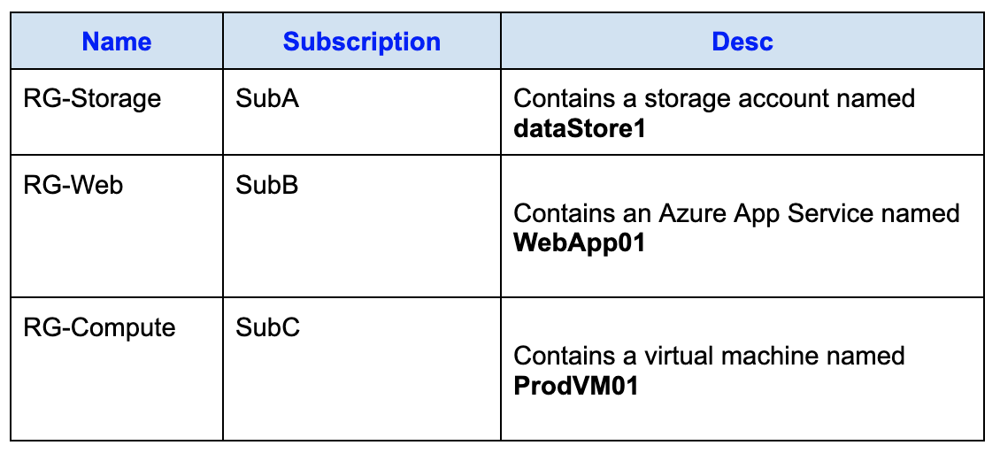 Name Subscription Desc
RG-Storage SubA Contains a storage account named
dataStore1
RG-Web SubB
Contains an Azure App Service named
WebApp01
RG-Compute SubC
Contains a virtual machine named
ProdVM01